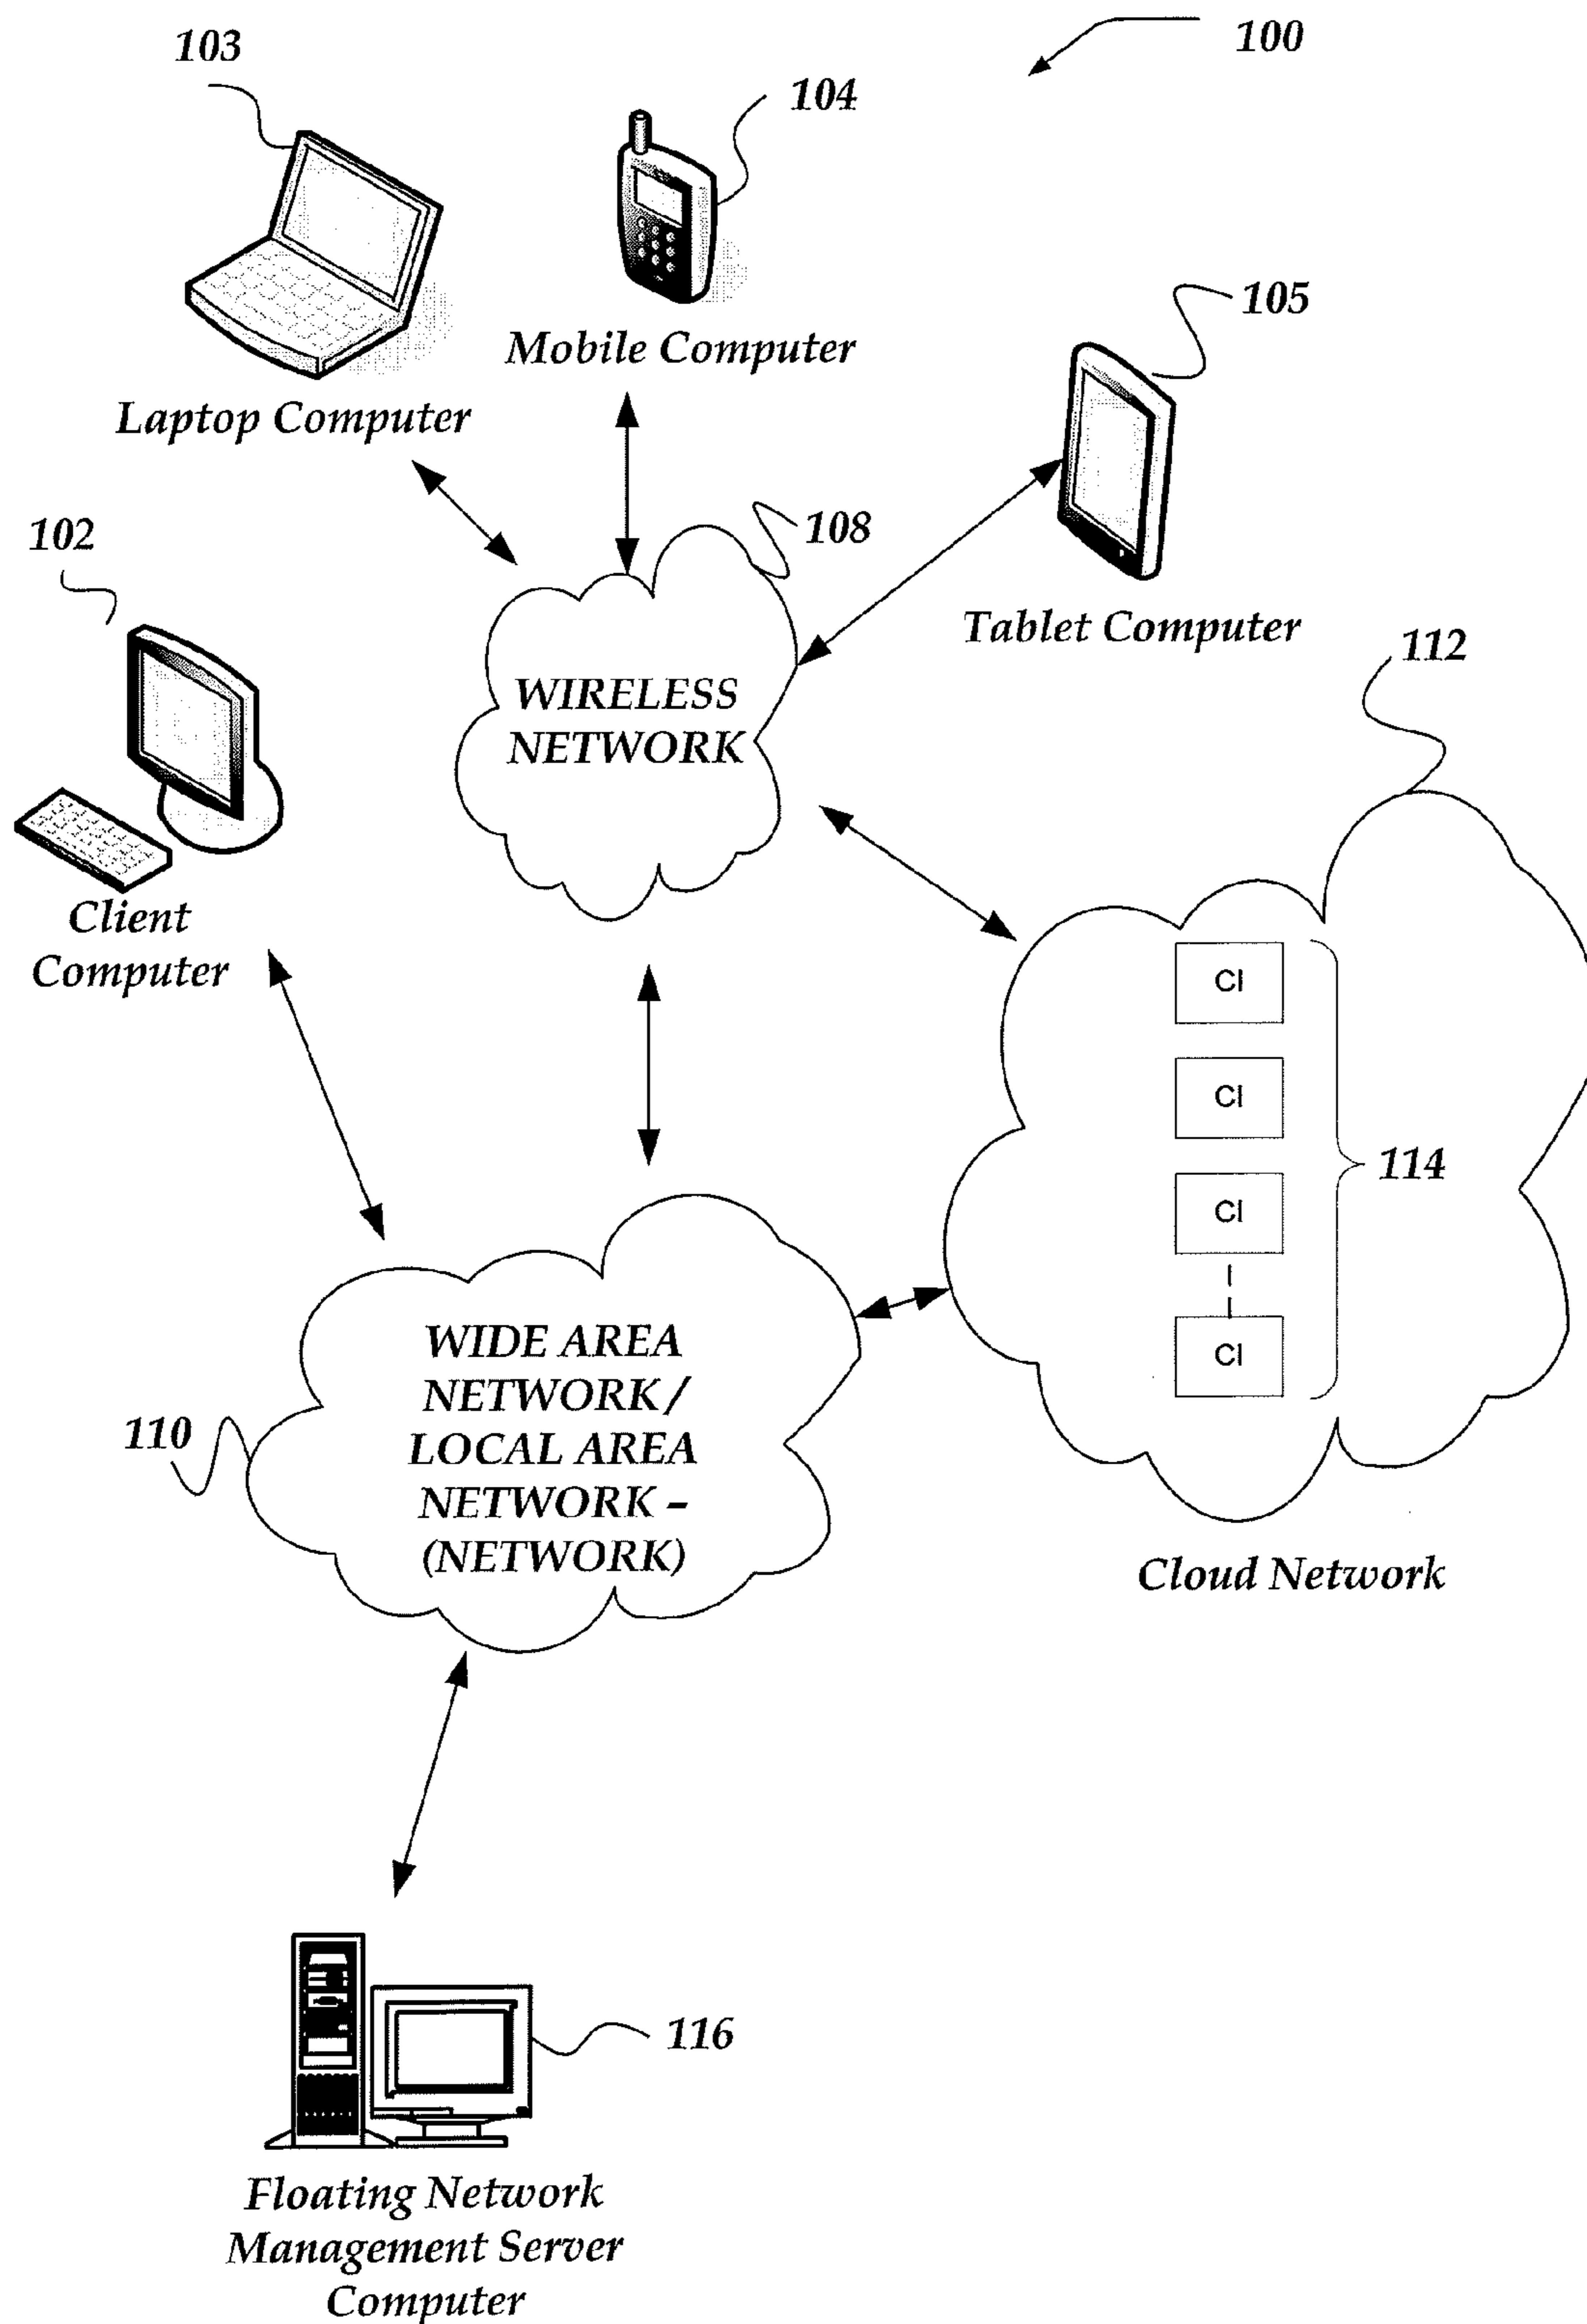 100
103
104
Mobile Computer
105
Laptop Computer
102
108
Tablet Computer
112
WIRELESS
NETWORK
Client
Computer
CI
CI
114
CI
CI
WIDE AREA
NETWORK /
LOCAL AREA
NETWORK –
(NETWORK)
110
Cloud Network
116
Floating Network
Management Server
Computer